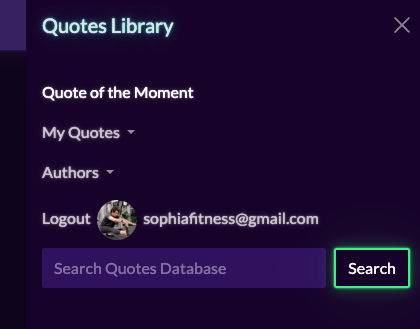 Quotes Library
Quote of the Moment
My Quotes
Authors
Logout sophiafitness@gmail.com
Search Quotes Database Search